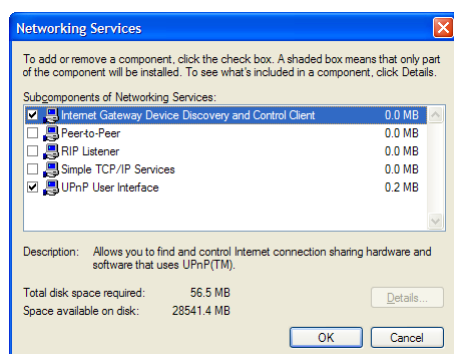 Networking Services
To add or remove a component, click the check box. A shaded box means that only part
of the component will be installed. To see what's included in a component, click Details.
Subcomponents of Networking Services:
Internet Gateway Device Discovery and Control Client 0.0 MB
Peer-to-Peer 0.0 MB
RIP Listener 0.0 MB
Simple TCP/IP Services 0.0 MB
UPnP User Interface 0.2 MB
Description: Allows you to find and control Internet connection sharing hardware and
software that uses UPnP(TM).
Total disk space required: 56.5 MB
Details...
Space available on disk: 28541.4 MB
OK Cancel